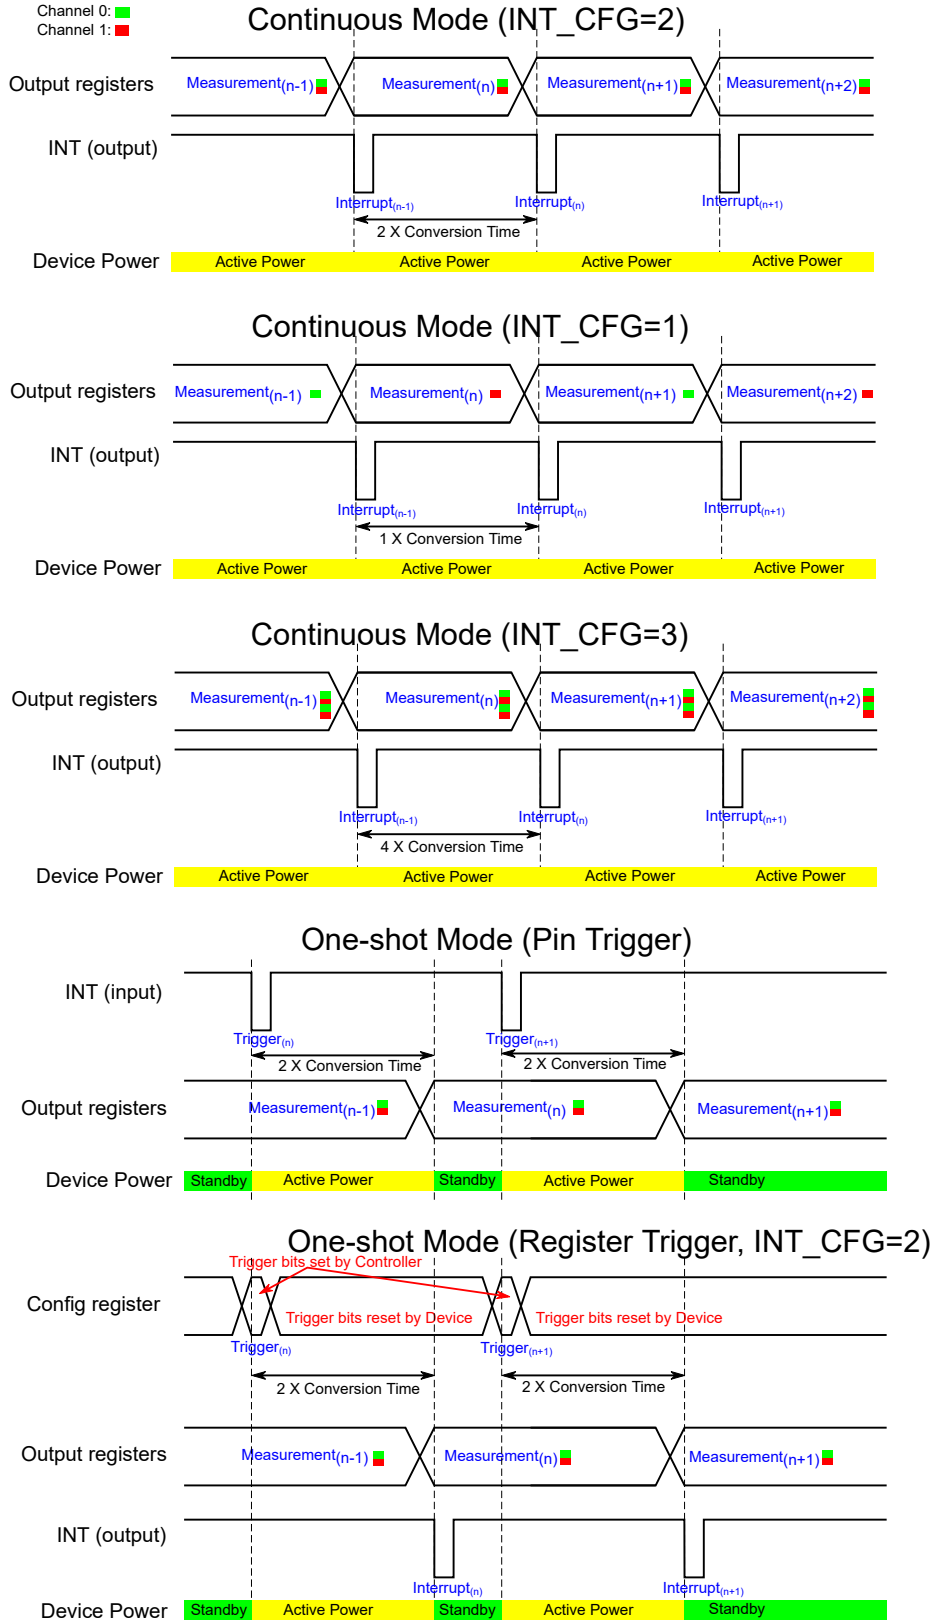 Channel 0:
Channel 1:
Continuous Mode (INT_CFG=2)
Output registers
Measurement(n-1) Measurement(n) Measurement(n+1) Measurement(n+2)
INT (output)
Interrupt(n-1) Interrupt(n) Interrupt(n+1)
2 X Conversion Time
Device Power
Active Power Active Power Active Power Active Power
Continuous Mode (INT_CFG=1)
Output registers
Measurement(n-1) Measurement(n) Measurement(n+1) Measurement(n+2)
INT (output)
Interrupt(n-1) Interrupt(n) Interrupt(n+1)
1 X Conversion Time
Device Power
Active Power Active Power Active Power Active Power
Continuous Mode (INT_CFG=3)
Output registers
Measurement(n-1) Measurement(n) Measurement(n+1) Measurement(n+2)
INT (output)
Interrupt(n-1) Interrupt(n) Interrupt(n+1)
4 X Conversion Time
Device Power
Active Power Active Power Active Power Active Power
One-shot Mode (Pin Trigger)
INT (input)
Trigger(n) Trigger(n+1)
2 X Conversion Time 2 X Conversion Time
Output registers
Measurement(n-1) Measurement(n) Measurement(n+1)
Device Power
Standby Active Power Standby Active Power Standby
One-shot Mode (Register Trigger, INT_CFG=2)
Trigger bits set by Controller
Config register
Trigger bits reset by Device Trigger bits reset by Device
Trigger(n) Trigger(n+1)
2 X Conversion Time 2 X Conversion Time
Output registers
Measurement(n-1) Measurement(n) Measurement(n+1)
INT (output)
Interrupt(n) Interrupt(n+1)
Device Power
Standby Active Power Standby Active Power Standby